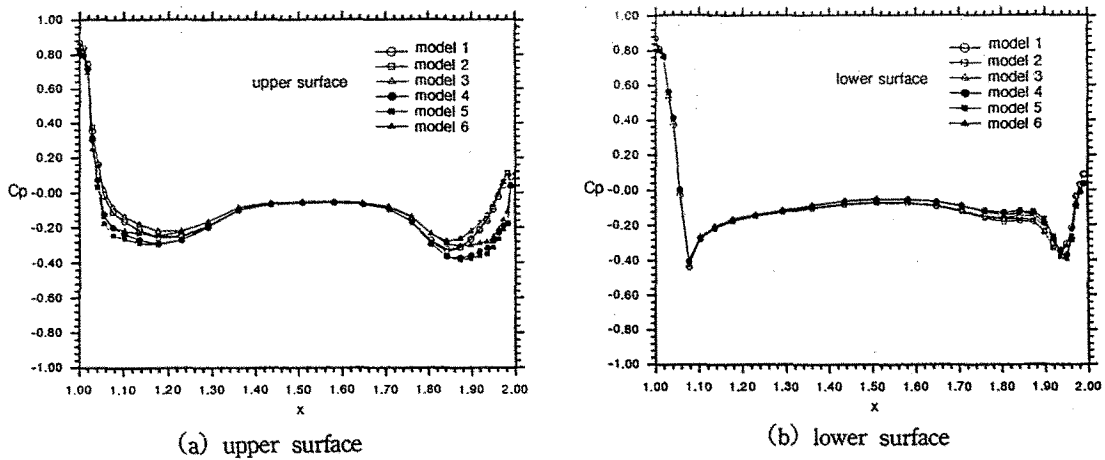 1.00
0.80
0.60
0.40
0.20
Cp -0.00
-0.20
-0.40
-0.60
-0.80
-1.00
1.00 1.10 1.20 1.30 1.40 1.50 1.60 1.70 1.80 1.90 2.00
x
upper surface
model 1
model 2
model 3
model 4
model 5
model 6
(a) upper surface
1.00
0.80
0.60
0.40
0.20
Cp -0.00
-0.20
-0.40
-0.60
-0.80
-1.00
1.00 1.10 1.20 1.30 1.40 1.50 1.60 1.70 1.80 1.90 2.00
x
lower surface
model 1
model 2
model 3
model 4
model 5
model 6
(b) lower surface